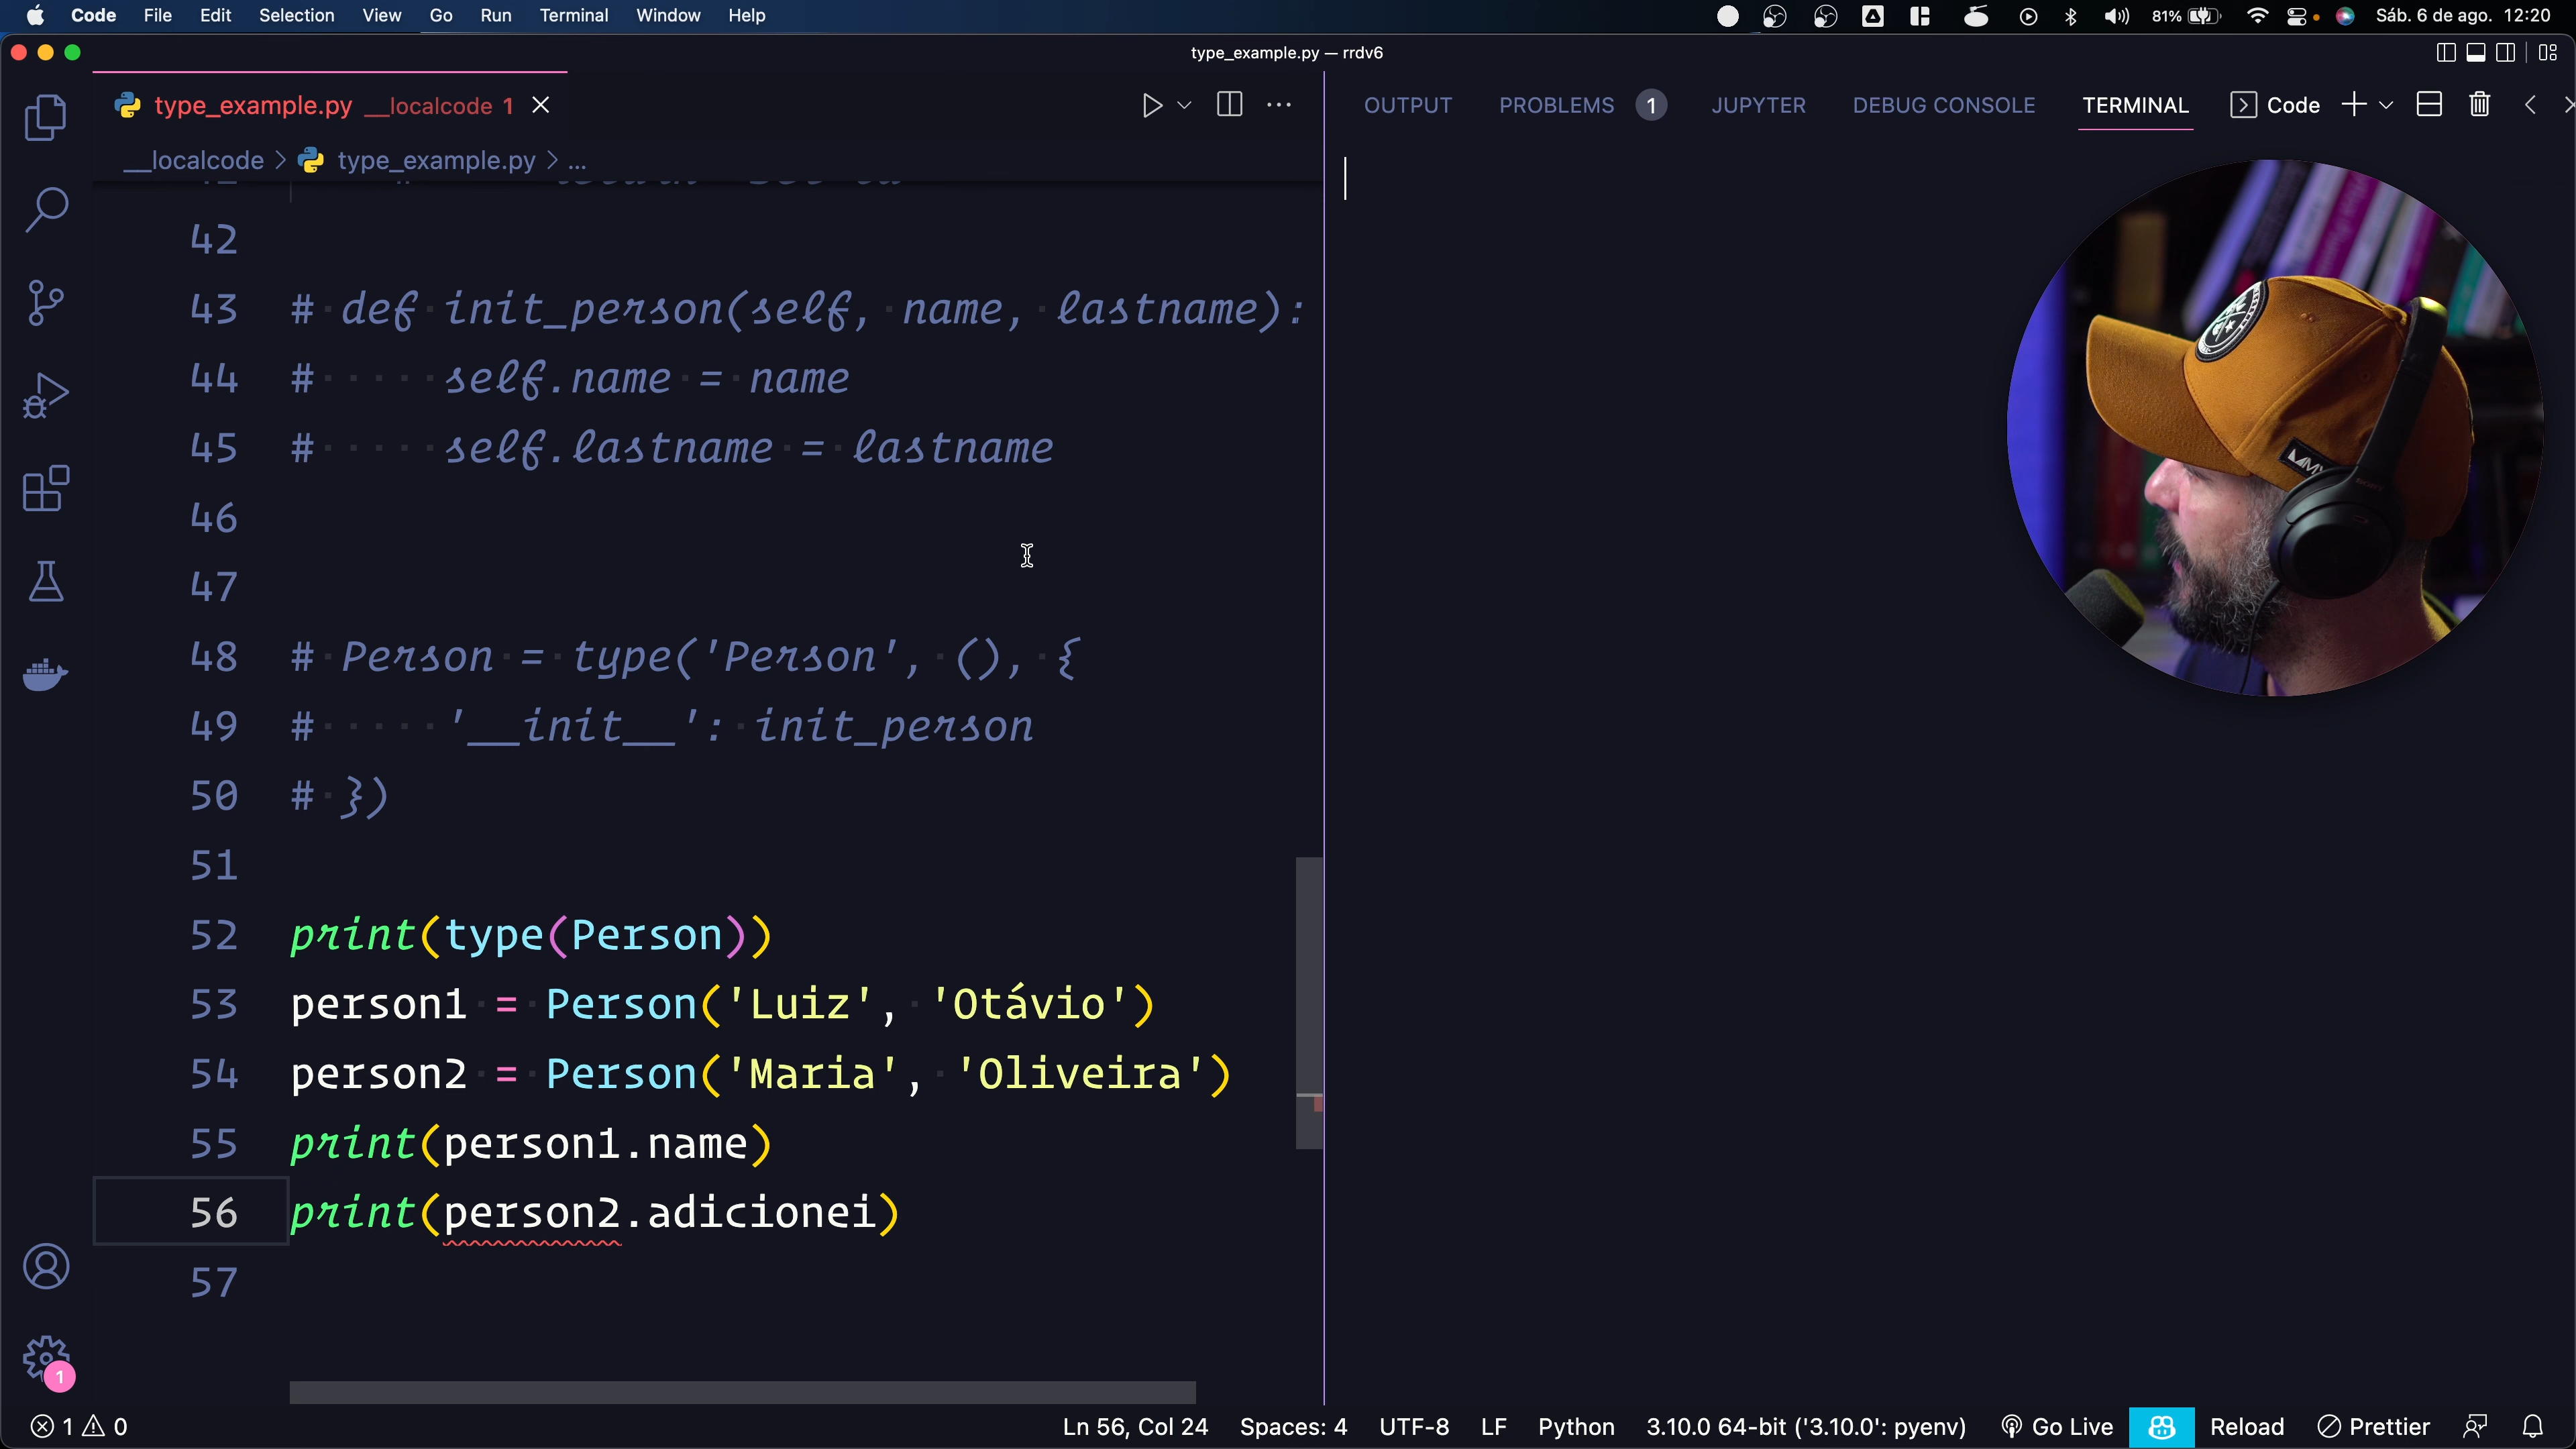 Code File Edit Selection View Go Run Terminal Window Help 81% Sáb. 6 de ago. 12:20
type_example.py — rrdv6
type_example.py __localcode 1
OUTPUT PROBLEMS 1 JUPYTER DEBUG CONSOLE TERMINAL Code
__localcode > type_example.py > ...
42
43 # def init_person(self, name, lastname):
44 # self.name = name
45 # self.lastname = lastname
46
47
48 # Person = type('Person', (), {
49 # '__init__': init_person
50 # })
51
52 print(type(Person))
53 person1 = Person('Luiz', 'Otávio')
54 person2 = Person('Maria', 'Oliveira')
55 print(person1.name)
56 print(person2.adicionei)
57
1
1 0 Ln 56, Col 24 Spaces: 4 UTF-8 LF Python 3.10.0 64-bit ('3.10.0': pyenv) Go Live Reload Prettier